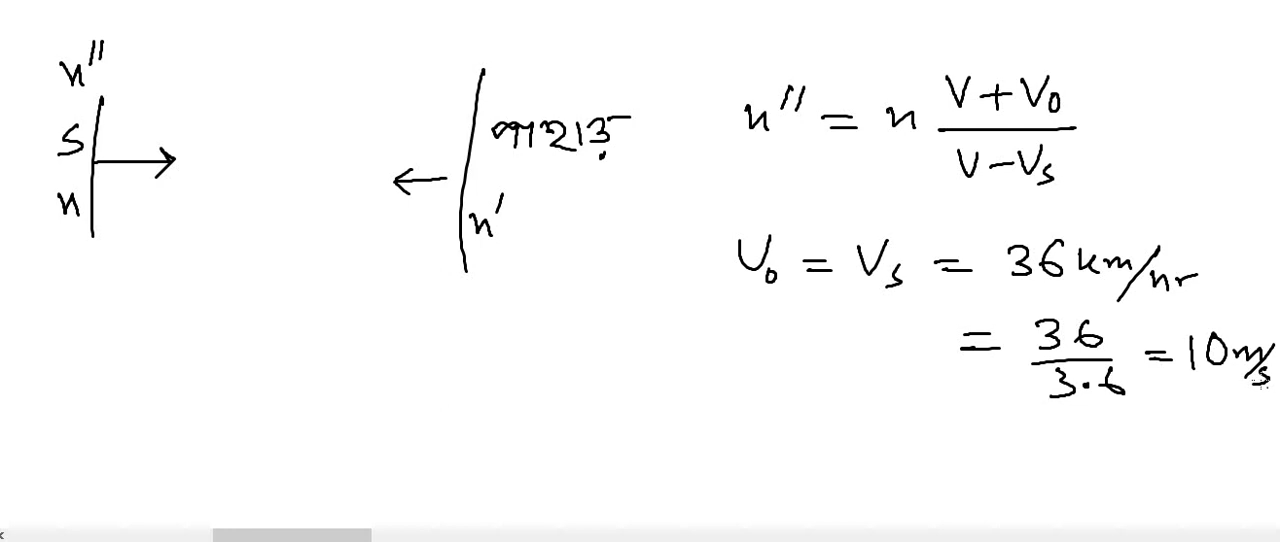 n''
S
n
পাহাড়
n'
n'' = n (V + V₀) / (V - Vₛ)
V₀ = Vₛ = 36 km/hr
= 36 / 3.6 = 10 m/s